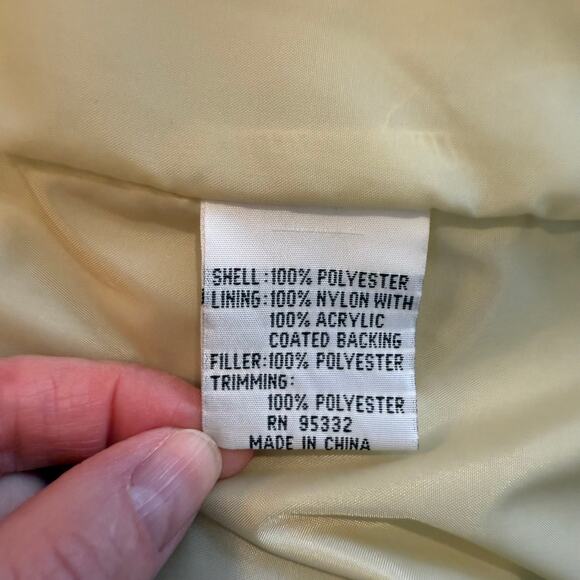 SHELL:100% POLYESTER
LINING:100% NYLON WITH
100% ACRYLIC
COATED BACKING
FILLER:100% POLYESTER
TRIMMING:
100% POLYESTER
RN 95332
MADE IN CHINA